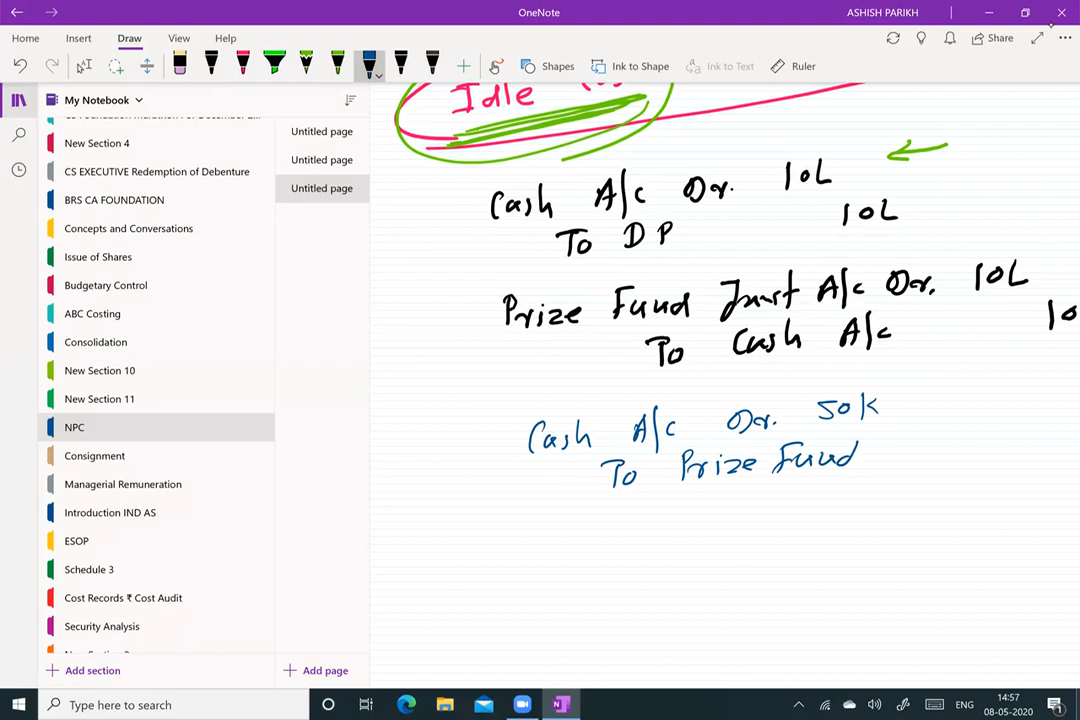 OneNote
ASHISH PARIKH
Home Insert Draw View Help
Share
Shapes Ink to Shape Ink to Text Ruler
My Notebook
New Section 4
CS EXECUTIVE Redemption of Debenture
BRS CA FOUNDATION
Concepts and Conversations
Issue of Shares
Budgetary Control
ABC Costing
Consolidation
New Section 10
New Section 11
NPC
Consignment
Managerial Remuneration
Introduction IND AS
ESOP
Schedule 3
Cost Records ₹ Cost Audit
Security Analysis
Add section
Untitled page
Untitled page
Untitled page
Add page
Idle
Cash A/c Dr. 10L
To DP 10L
Prize Fund Inust A/c Dr. 10L
To Cash A/c 10
Cash A/c Dr. 50K
To Prize Fund
Type here to search
ENG
14:57
08-05-2020
1